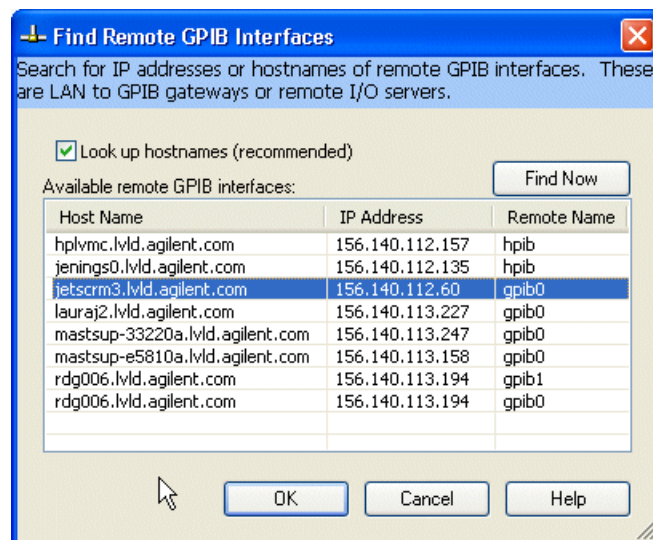 Find Remote GPIB Interfaces
Search for IP addresses or hostnames of remote GPIB interfaces. These
are LAN to GPIB gateways or remote I/O servers.
Look up hostnames (recommended)
Available remote GPIB interfaces:
Find Now
Host Name IP Address Remote Name
hplvmc.lvld.agilent.com 156.140.112.157 hpib
jenings0.lvld.agilent.com 156.140.112.135 hpib
jetscrm3.lvld.agilent.com 156.140.112.60 gpib0
lauraj2.lvld.agilent.com 156.140.113.227 gpib0
mastsup-33220a.lvld.agilent.com 156.140.113.247 gpib0
mastsup-e5810a.lvld.agilent.com 156.140.113.158 gpib0
rdg006.lvld.agilent.com 156.140.113.194 gpib1
rdg006.lvld.agilent.com 156.140.113.194 gpib0
OK Cancel Help